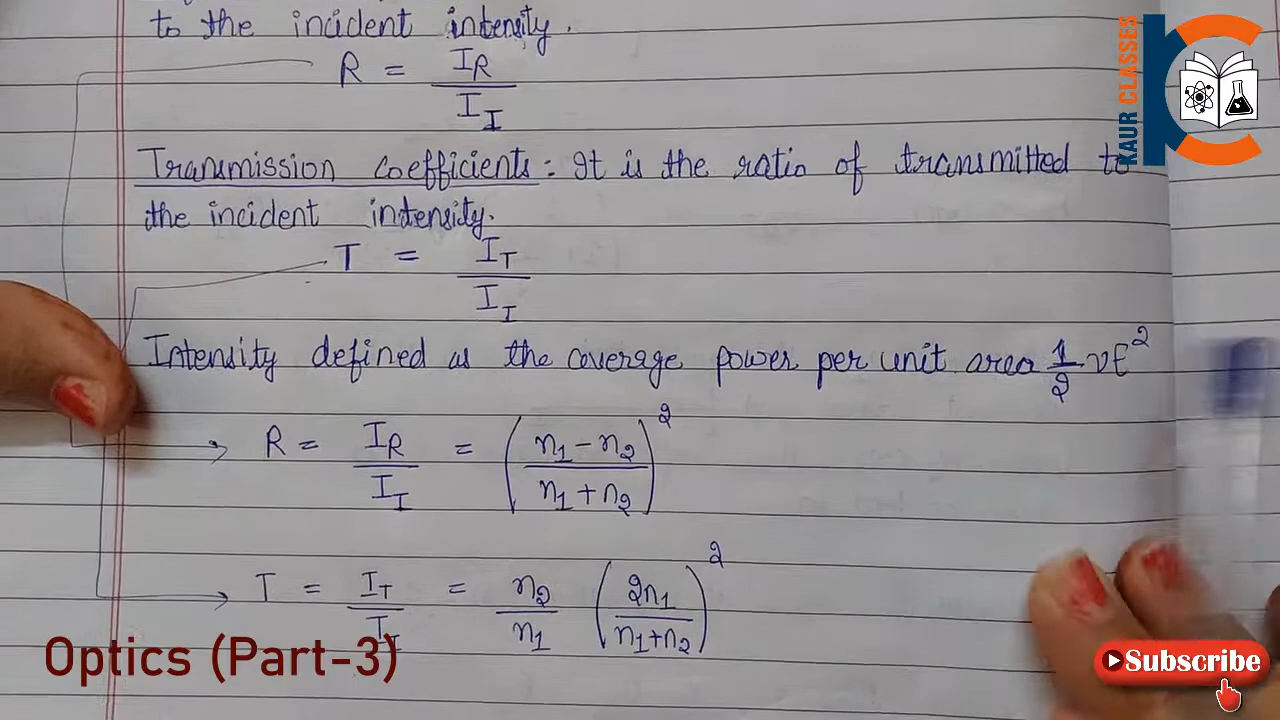 to the incident intensity.
R = I_R / I_I
Transmission coefficients : It is the ratio of transmitted to
the incident intensity.
T = I_T / I_I
Intensity defined as the coverage power per unit area 1/2 νE²
R = I_R / I_I = ((n₁ - n₂) / (n₁ + n₂))²
T = I_T / I_I = n₂ / n₁ (2n₁ / (n₁ + n₂))²
KAUR CLASSES
Optics (Part-3)
Subscribe